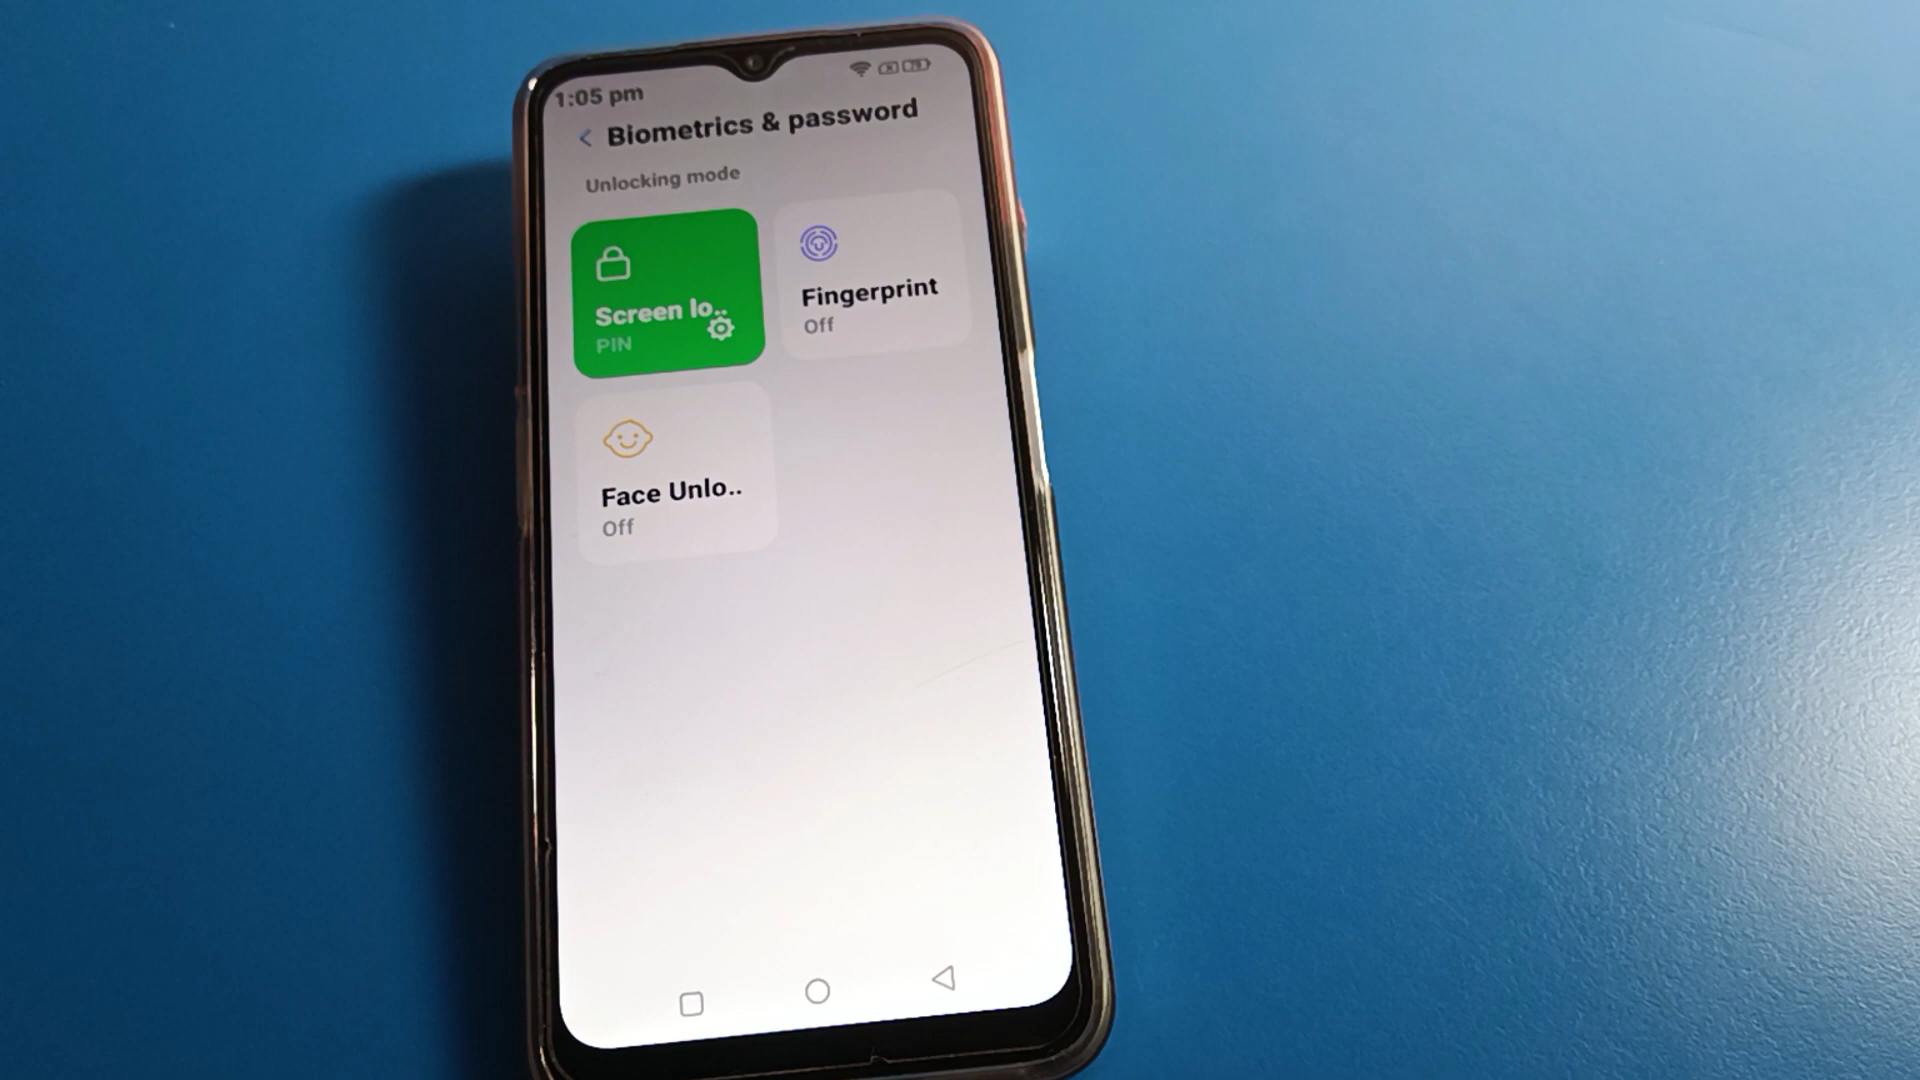 1:05 pm
Biometrics & password
Unlocking mode
Screen lo..
PIN
Fingerprint
Off
Face Unlo..
Off